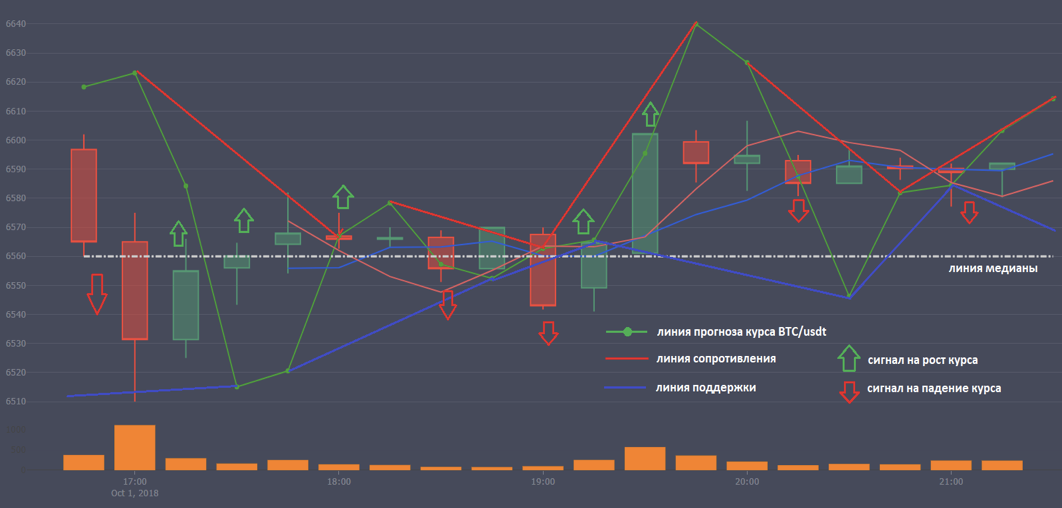 6640
6630
6620
6610
6600
6590
6580
6570
6560
линия медианы
6550
6540
6530
линия прогноза курса BTC/usdt
6520
линия сопротивления
сигнал на рост курса
6510
линия поддержки
сигнал на падение курса
17:00 18:00 19:00 20:00 21:00
Oct 1, 2018